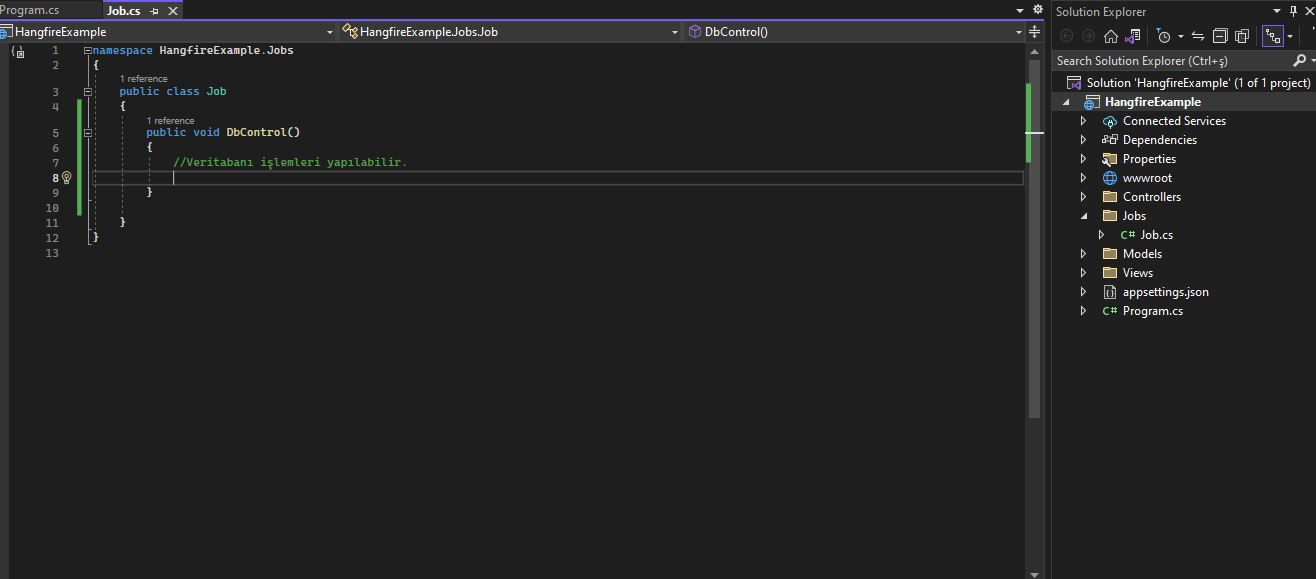 Program.cs
Job.cs
HangfireExample
HangfireExample.Jobs.Job
DbControl()
1 namespace HangfireExample.Jobs
2 {
1 reference
3 public class Job
4 {
1 reference
5 public void DbControl()
6 {
7 //Veritabanı işlemleri yapılabilir.
8
9 }
10
11 }
12 }
13
Solution Explorer
Search Solution Explorer (Ctrl+ş)
Solution 'HangfireExample' (1 of 1 project)
HangfireExample
Connected Services
Dependencies
Properties
wwwroot
Controllers
Jobs
C# Job.cs
Models
Views
appsettings.json
C# Program.cs